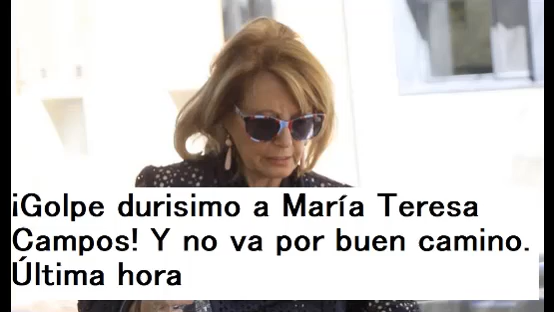 ¡Golpe durisimo a María Teresa
Campos! Y no va por buen camino.
Última hora